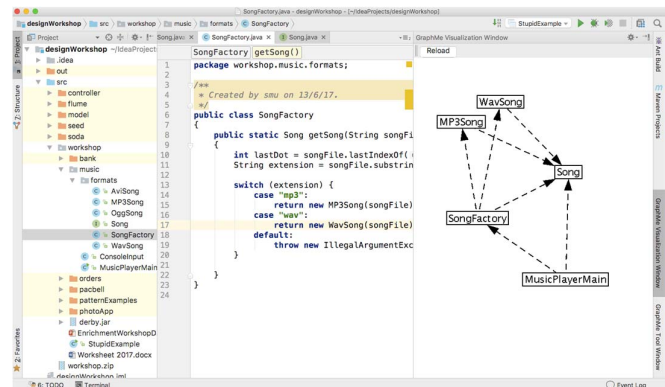 SongFactory.java - designWorkshop - [~/IdeaProjects/designWorkshop]
designWorkshop src workshop music formats SongFactory StupidExample
Project Song.java SongFactory.java Song.java GraphMe Visualization Window
designWorkshop ~/IdeaProjects
.idea
out
src
controller
flume
model
seed
soda
workshop
bank
music
formats
AviSong
MP3Song
OggSong
Song
SongFactory
WavSong
ConsoleInput
MusicPlayerMain
orders
pacbell
patternExamples
photoApp
derby.jar
EnrichmentWorkshopD
StupidExample
Worksheet 2017.docx
workshop.zip
designWorkshop.iml
SongFactory getSong()
1 package workshop.music.formats;
2
3 /**
4 * Created by smu on 13/6/17.
5 */
6 public class SongFactory
7 {
8 public static Song getSong(String songFi
9 {
10 int lastDot = songFile.lastIndexOf(
11 String extension = songFile.substrin
12
13 switch (extension) {
14 case "mp3":
15 return new MP3Song(songFile)
16 case "wav":
17 return new WavSong(songFile)
18 default:
19 throw new IllegalArgumentExc
20 }
21
22 }
23 }
24
Reload
WavSong
MP3Song
Song
SongFactory
MusicPlayerMain
1: Project
7: Structure
2: Favorites
Ant Build
Maven Projects
GraphMe Visualization Window
GraphMe Tool Window
6: TODO Terminal Event Log